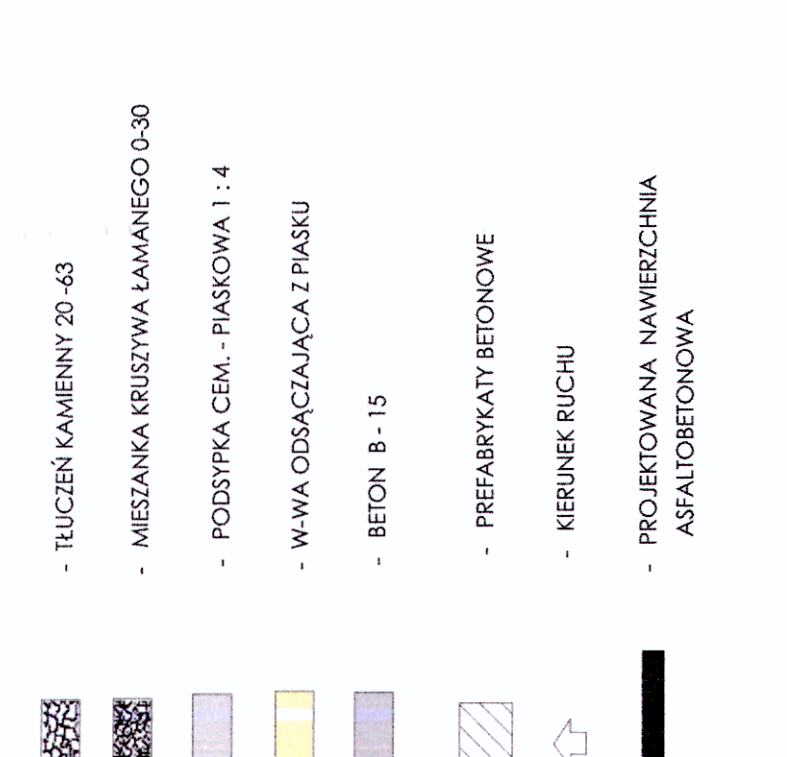 - TŁUCZEŃ KAMIENNY 20 -63
- MIESZANKA KRUSZYWA ŁAMANEGO 0-30
- PODSYPKA CEM. - PIASKOWA 1 : 4
- W-WA ODSĄCZAJĄCA Z PIASKU
- BETON B - 15
- PREFABRYKATY BETONOWE
- KIERUNEK RUCHU
- PROJEKTOWANA NAWIERZCHNIA
ASFALTOBETONOWA